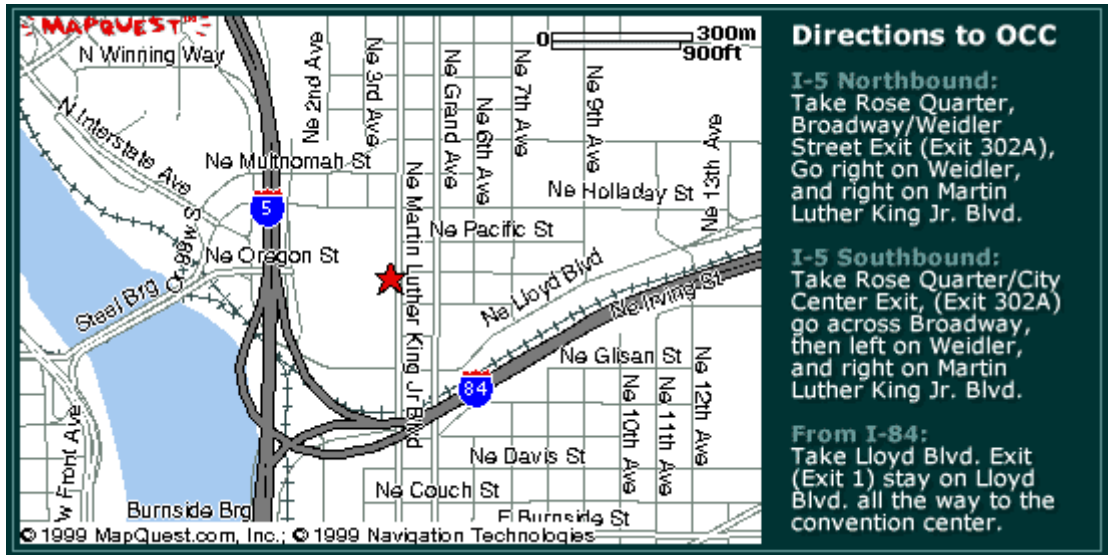 MAPQUEST™
N Winning Way
Ne 2nd Ave
Ne 3rd Ave
Ne Grand Ave
Ne 6th Ave
Ne 7th Ave
Ne 9th Ave
Ne 13th Ave
0
300m
900ft
N Interstate Ave
Ne Multnomah St
Ne Holladay St
5
Cr-98w S
Ne Martin Luther King Jr Blvd
Ne Pacific St
Ne Oregon St
Steel Brg
Ne Lloyd Blvd
Ne Irving St
84
Ne Glisan St
Ne 10th Ave
Ne 11th Ave
Ne 12th Ave
w Front Ave
Ne Davis St
Ne Couch St
Burnside Brg
E Burnside St
© 1999 MapQuest.com, Inc.; © 1999 Navigation Technologies
Directions to OCC
I-5 Northbound:
Take Rose Quarter,
Broadway/Weidler
Street Exit (Exit 302A),
Go right on Weidler,
and right on Martin
Luther King Jr. Blvd.
I-5 Southbound:
Take Rose Quarter/City
Center Exit, (Exit 302A)
go across Broadway,
then left on Weidler,
and right on Martin
Luther King Jr. Blvd.
From I-84:
Take Lloyd Blvd. Exit
(Exit 1) stay on Lloyd
Blvd. all the way to the
convention center.